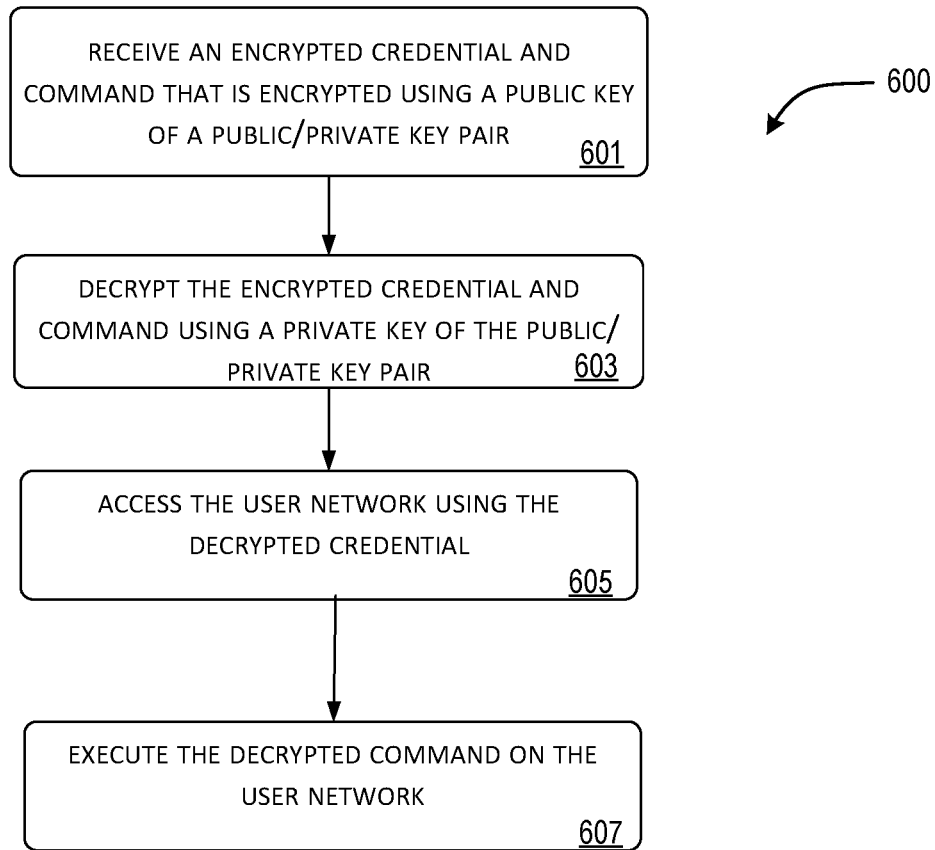 RECEIVE AN ENCRYPTED CREDENTIAL AND
COMMAND THAT IS ENCRYPTED USING A PUBLIC KEY
OF A PUBLIC/PRIVATE KEY PAIR
601
600
DECRYPT THE ENCRYPTED CREDENTIAL AND
COMMAND USING A PRIVATE KEY OF THE PUBLIC/
PRIVATE KEY PAIR
603
ACCESS THE USER NETWORK USING THE
DECRYPTED CREDENTIAL
605
EXECUTE THE DECRYPTED COMMAND ON THE
USER NETWORK
607